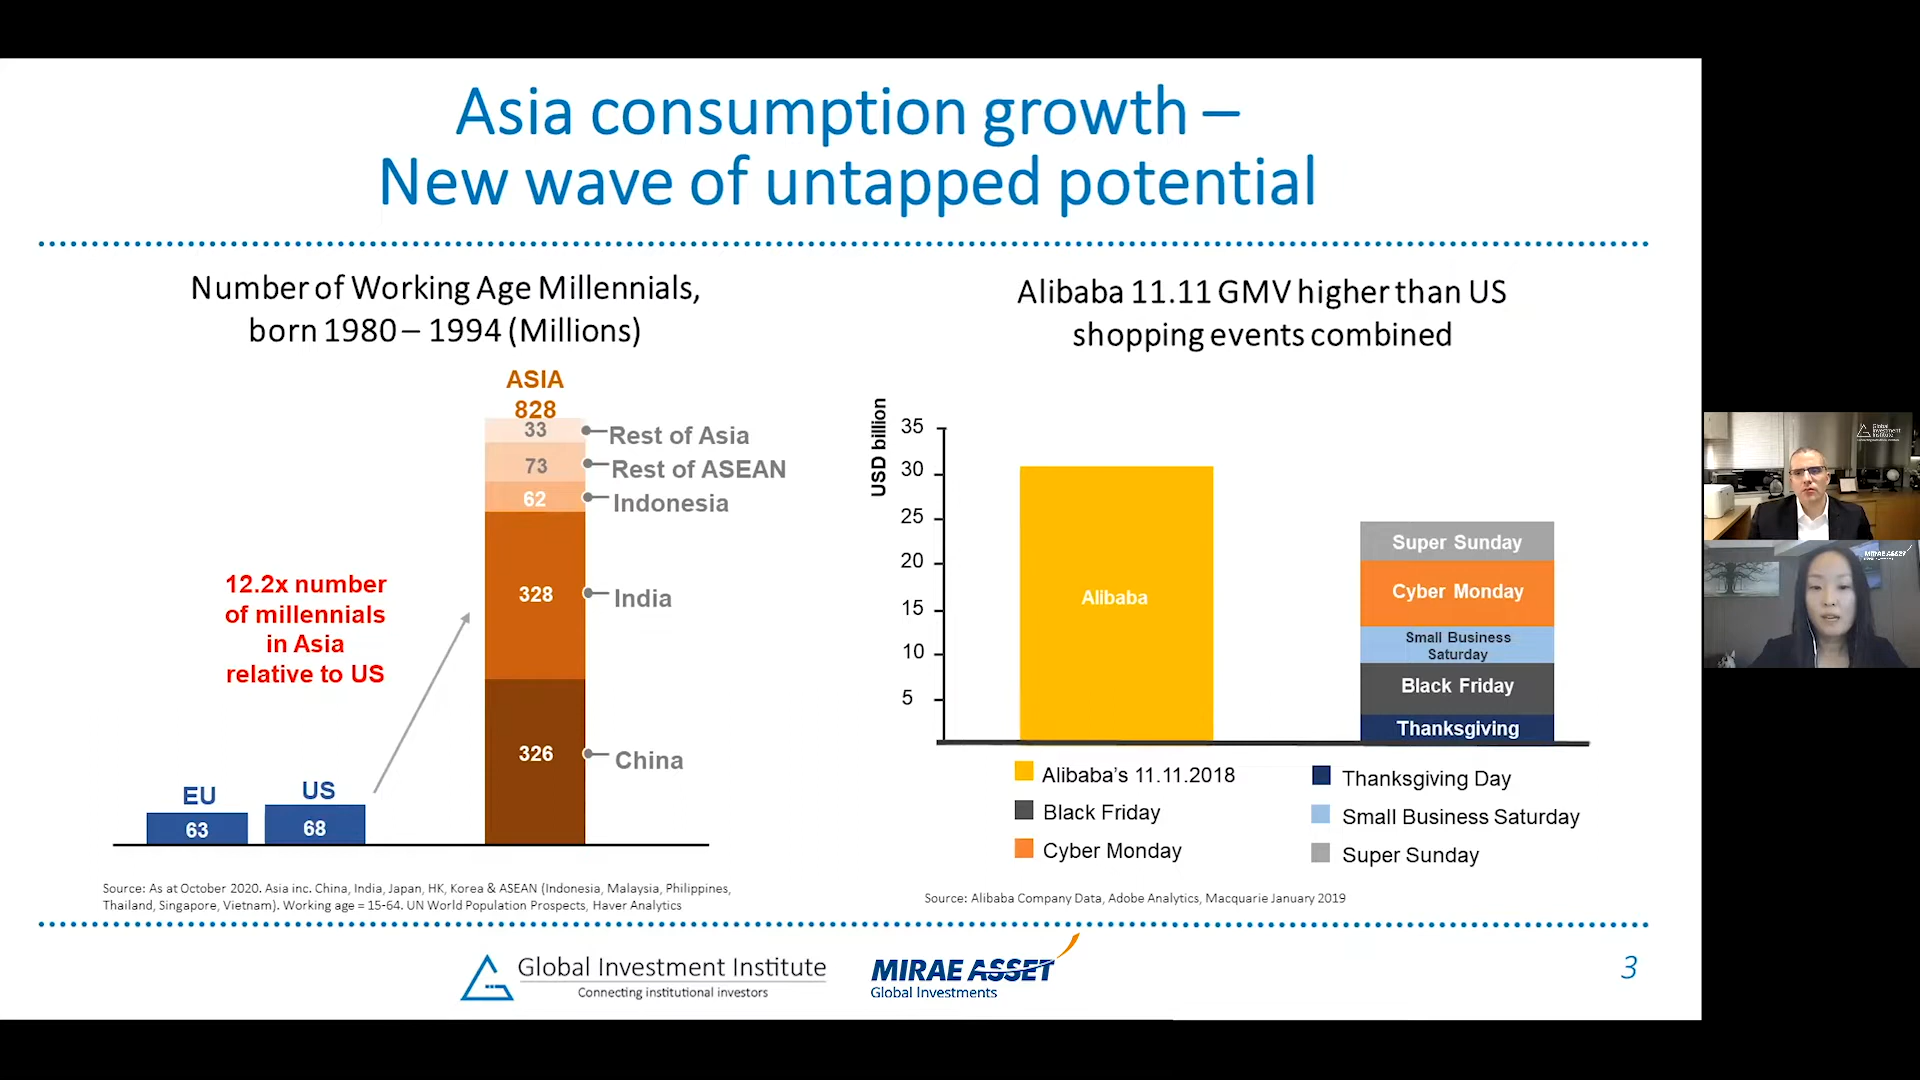 Asia consumption growth –
New wave of untapped potential
Number of Working Age Millennials,
born 1980 – 1994 (Millions)
ASIA
828
33
Rest of Asia
73
Rest of ASEAN
62
Indonesia
328
India
326
China
12.2x number
of millennials
in Asia
relative to US
EU
63
US
68
Source: As at October 2020. Asia inc. China, India, Japan, HK, Korea & ASEAN (Indonesia, Malaysia, Philippines,
Thailand, Singapore, Vietnam). Working age = 15-64. UN World Population Prospects, Haver Analytics
Alibaba 11.11 GMV higher than US
shopping events combined
USD billion
35
30
25
20
15
10
5
Alibaba
Super Sunday
Cyber Monday
Small Business
Saturday
Black Friday
Thanksgiving
Alibaba's 11.11.2018
Thanksgiving Day
Black Friday
Small Business Saturday
Cyber Monday
Super Sunday
Source: Alibaba Company Data, Adobe Analytics, Macquarie January 2019
Global Investment Institute
Connecting institutional investors
MIRAE ASSET
Global Investments
3
Global
Investment
Institute
MIRAE ASSET